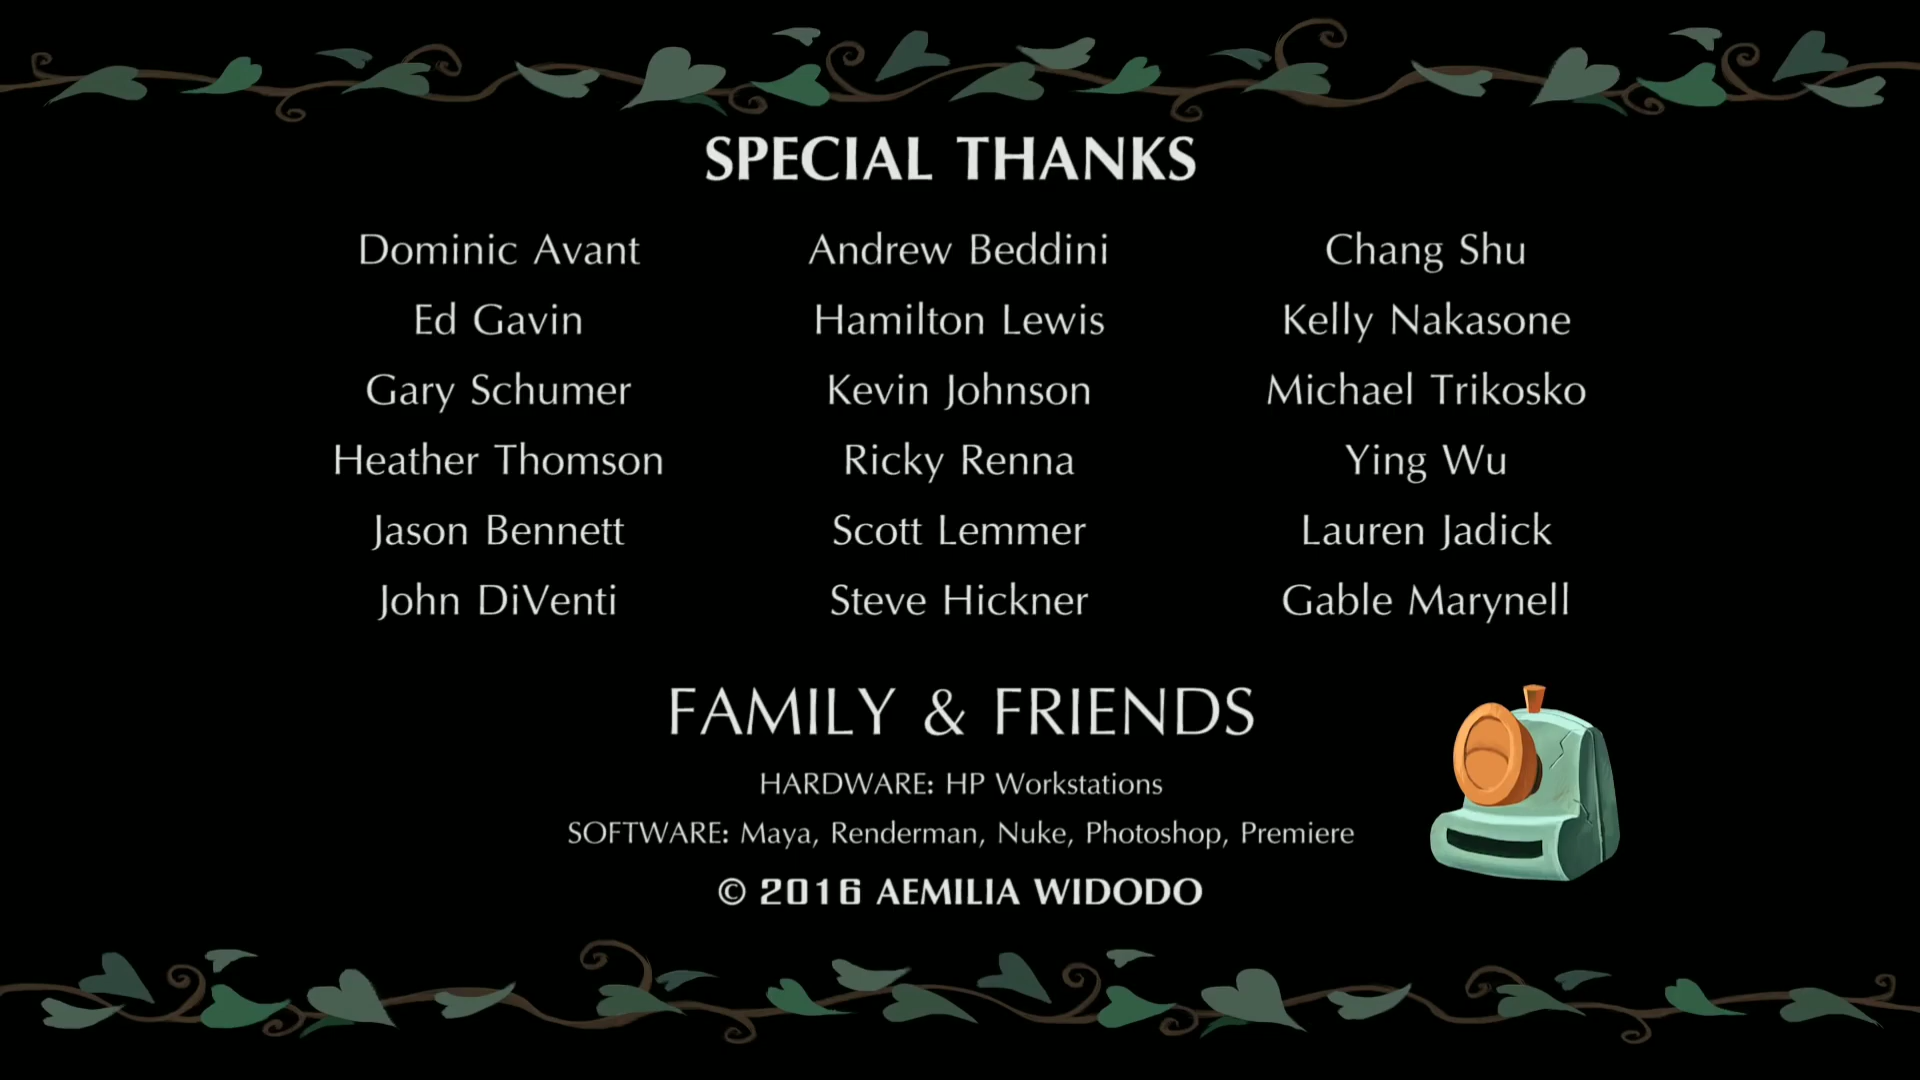 SPECIAL THANKS
Dominic Avant
Andrew Beddini
Chang Shu
Ed Gavin
Hamilton Lewis
Kelly Nakasone
Gary Schumer
Kevin Johnson
Michael Trikosko
Heather Thomson
Ricky Renna
Ying Wu
Jason Bennett
Scott Lemmer
Lauren Jadick
John DiVenti
Steve Hickner
Gable Marynell
FAMILY & FRIENDS
HARDWARE: HP Workstations
SOFTWARE: Maya, Renderman, Nuke, Photoshop, Premiere
© 2016 AEMILIA WIDODO